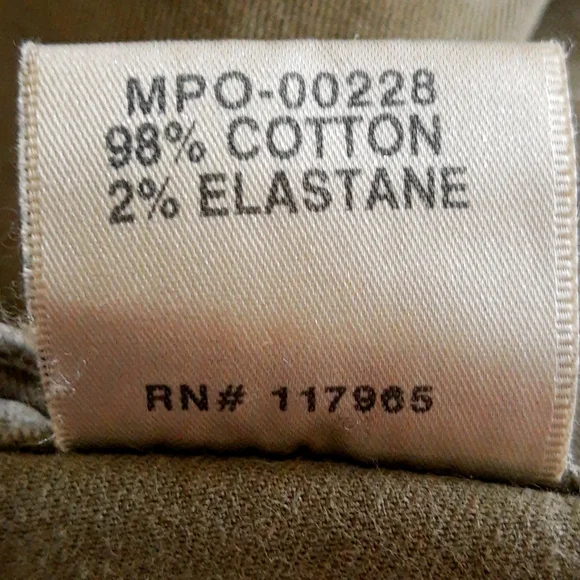 MPO-00228
98% COTTON
2% ELASTANE
RN# 117965